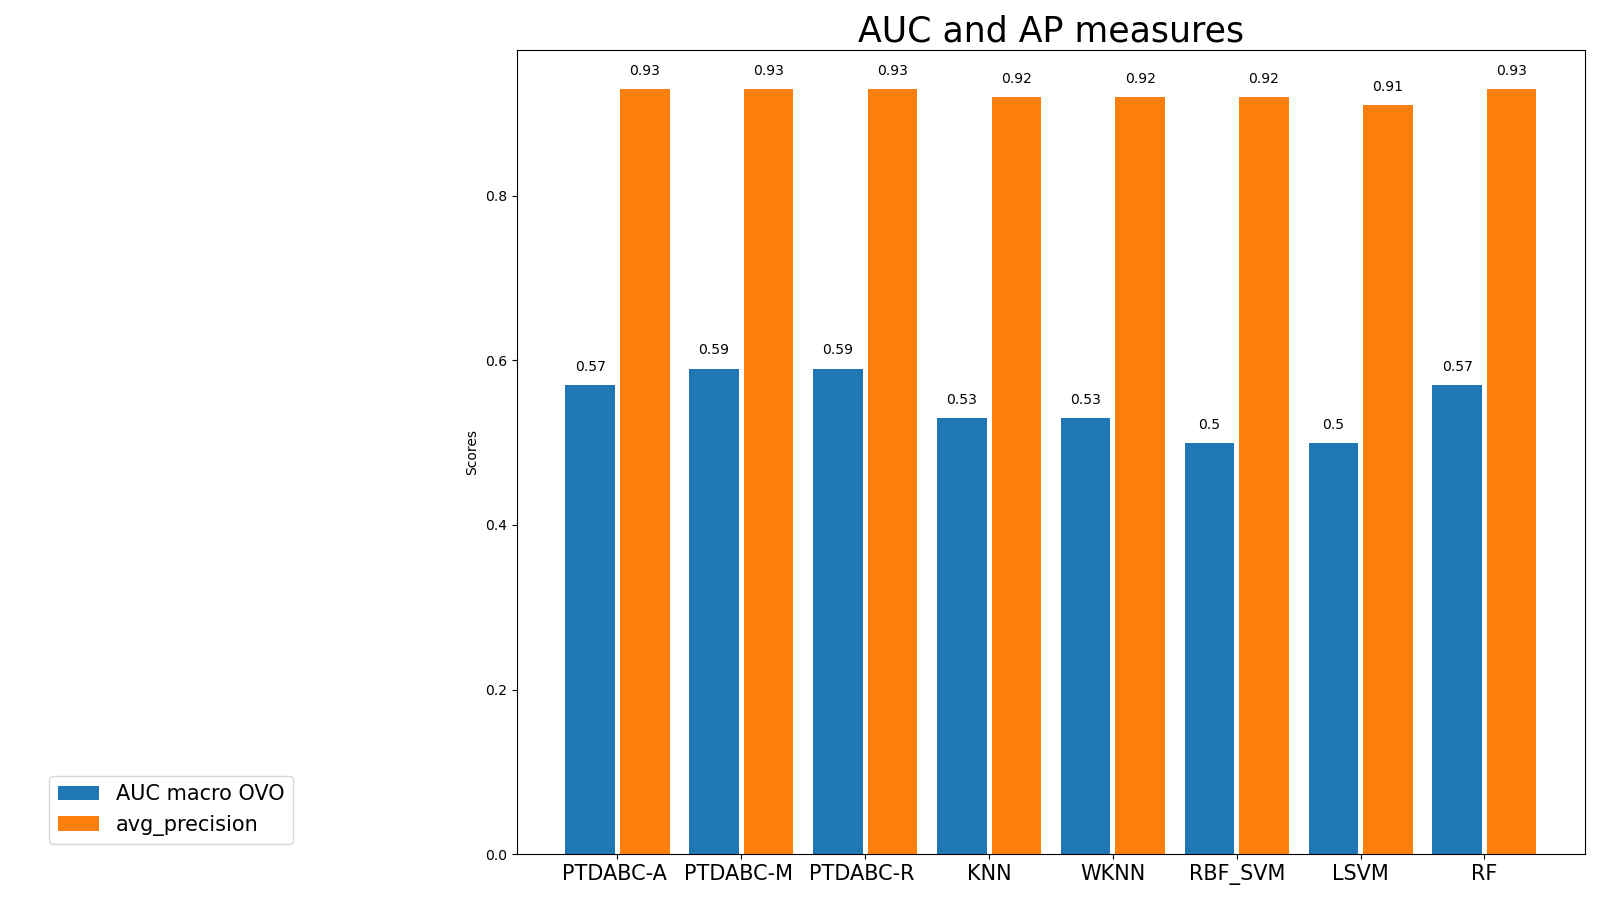 AUC and AP measures
0.93 0.93 0.93 0.92 0.92 0.92 0.91 0.93
0.8
0.57 0.59 0.59 0.53 0.53 0.5 0.5 0.57
0.6
Scores
0.4
0.2
0.0
AUC macro OVO
avg_precision
PTDABC-A PTDABC-M PTDABC-R KNN WKNN RBF_SVM LSVM RF